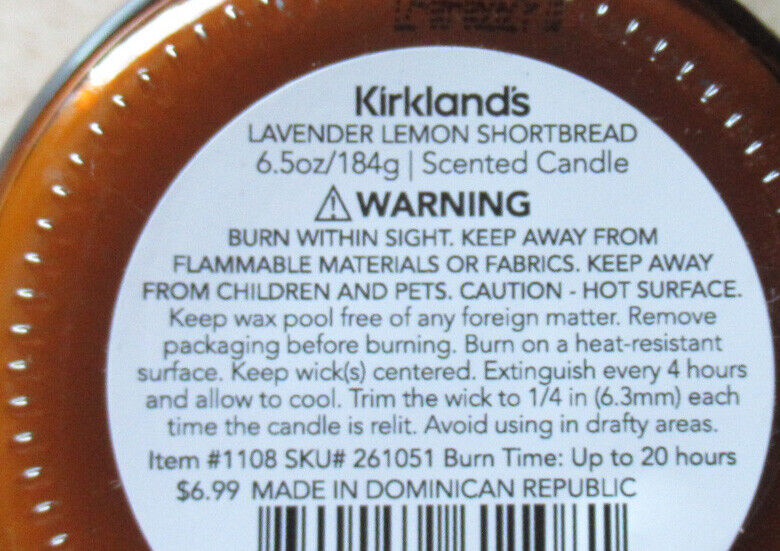 Kirkland's
LAVENDER LEMON SHORTBREAD
6.5oz/184g | Scented Candle
⚠ WARNING
BURN WITHIN SIGHT. KEEP AWAY FROM
FLAMMABLE MATERIALS OR FABRICS. KEEP AWAY
FROM CHILDREN AND PETS. CAUTION - HOT SURFACE.
Keep wax pool free of any foreign matter. Remove
packaging before burning. Burn on a heat-resistant
surface. Keep wick(s) centered. Extinguish every 4 hours
and allow to cool. Trim the wick to 1/4 in (6.3mm) each
time the candle is relit. Avoid using in drafty areas.
Item #1108 SKU# 261051 Burn Time: Up to 20 hours
$6.99 MADE IN DOMINICAN REPUBLIC